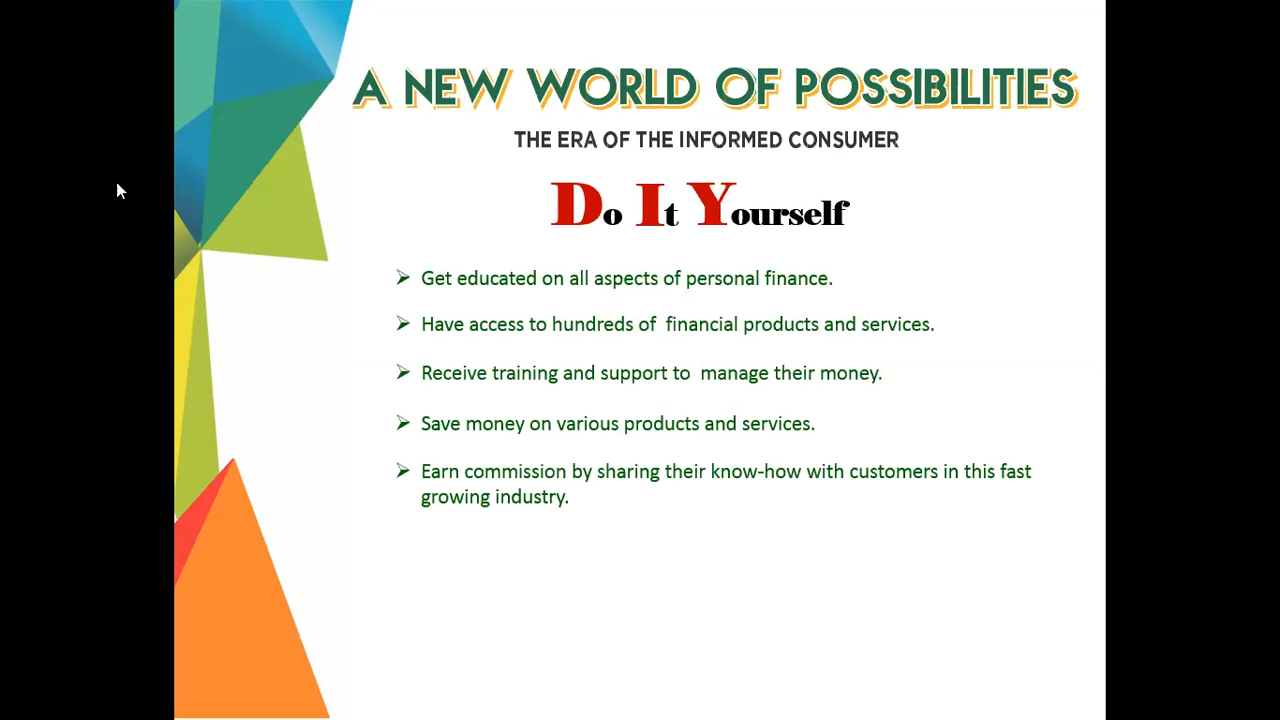 A NEW WORLD OF POSSIBILITIES
THE ERA OF THE INFORMED CONSUMER
Do It Yourself
Get educated on all aspects of personal finance.
Have access to hundreds of financial products and services.
Receive training and support to manage their money.
Save money on various products and services.
Earn commission by sharing their know-how with customers in this fast
growing industry.